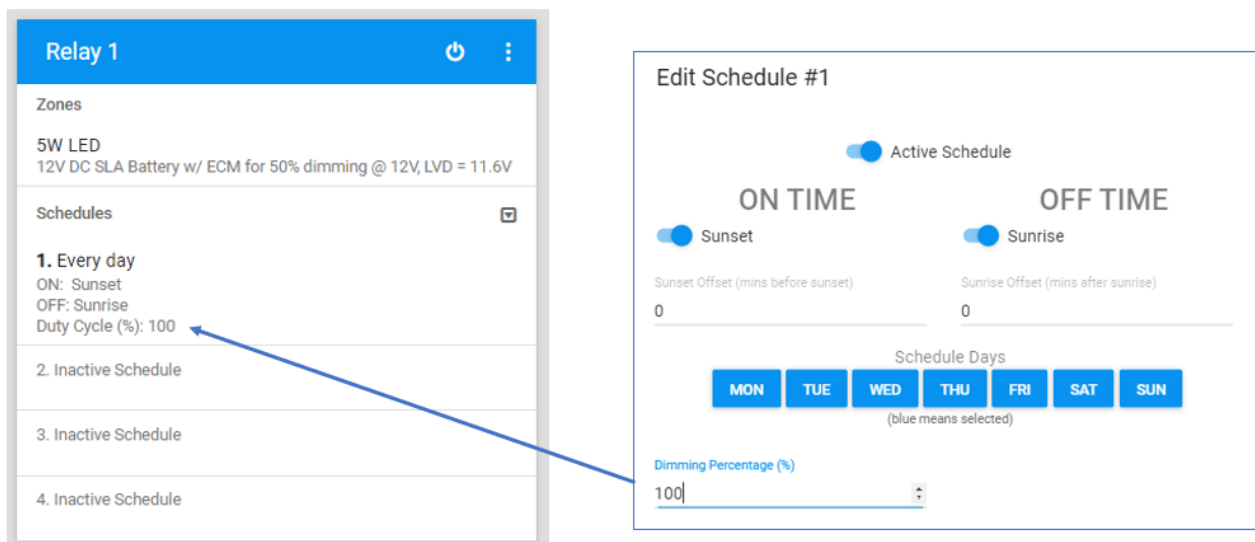 Relay 1
Zones
5W LED
12V DC SLA Battery w/ ECM for 50% dimming @ 12V, LVD = 11.6V
Schedules
1. Every day
ON: Sunset
OFF: Sunrise
Duty Cycle (%): 100
2. Inactive Schedule
3. Inactive Schedule
4. Inactive Schedule
Edit Schedule #1
Active Schedule
ON TIME OFF TIME
Sunset Sunrise
Sunset Offset (mins before sunset) Sunrise Offset (mins after sunrise)
0 0
Schedule Days
MON TUE WED THU FRI SAT SUN
(blue means selected)
Dimming Percentage (%)
100